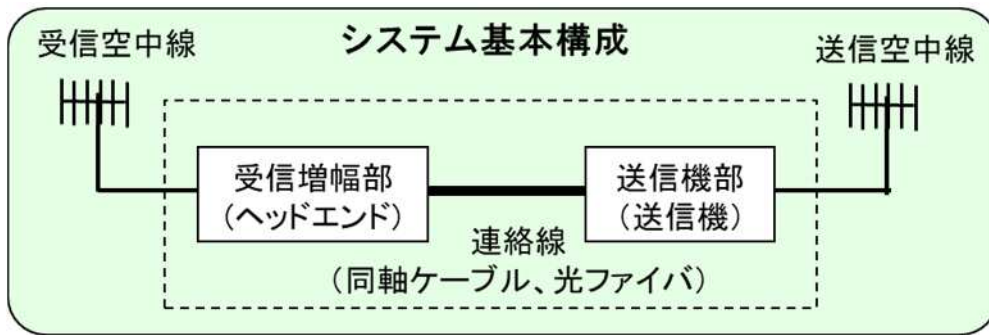 システム基本構成
受信空中線
送信空中線
受信増幅部
（ヘッドエンド）
送信機部
（送信機）
連絡線
（同軸ケーブル、光ファイバ）